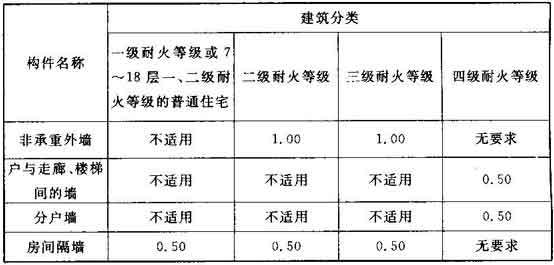 构件名称
建筑分类
一级耐火等级或7
～18层一、二级耐
火等级的普通住宅
二级耐火等级
三级耐火等级
四级耐火等级
非承重外墙 不适用 1.00 1.00 无要求
户与走廊、楼梯
间的墙
不适用 不适用 不适用 0.50
分户墙 不适用 不适用 不适用 0.50
房间隔墙 0.50 0.50 0.50 无要求